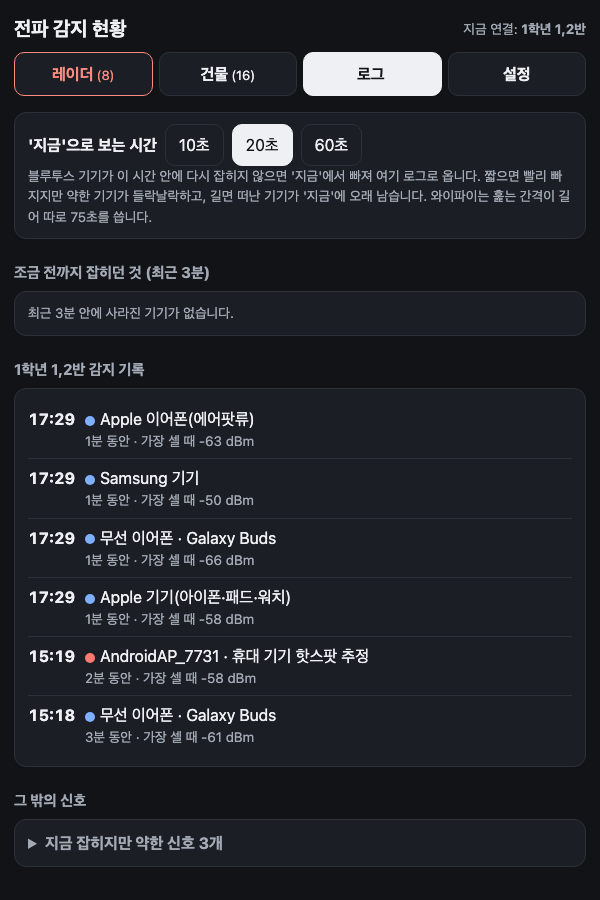 전파 감지 현황
지금 연결: 1학년 1,2반
레이더 (8)
건물 (16)
로그
설정
'지금'으로 보는 시간
10초
20초
60초
블루투스 기기가 이 시간 안에 다시 잡히지 않으면 '지금'에서 빠져 여기 로그로 옵니다. 짧으면 빨리 빠
지지만 약한 기기가 들락날락하고, 길면 떠난 기기가 '지금'에 오래 남습니다. 와이파이는 훑는 간격이 길
어 따로 75초를 씁니다.
조금 전까지 잡히던 것 (최근 3분)
최근 3분 안에 사라진 기기가 없습니다.
1학년 1,2반 감지 기록
17:29 Apple 이어폰(에어팟류)
1분 동안 · 가장 셀 때 -63 dBm
17:29 Samsung 기기
1분 동안 · 가장 셀 때 -50 dBm
17:29 무선 이어폰 · Galaxy Buds
1분 동안 · 가장 셀 때 -66 dBm
17:29 Apple 기기(아이폰·패드·워치)
1분 동안 · 가장 셀 때 -58 dBm
15:19 AndroidAP_7731 · 휴대 기기 핫스팟 추정
2분 동안 · 가장 셀 때 -58 dBm
15:18 무선 이어폰 · Galaxy Buds
3분 동안 · 가장 셀 때 -61 dBm
그 밖의 신호
▶ 지금 잡히지만 약한 신호 3개